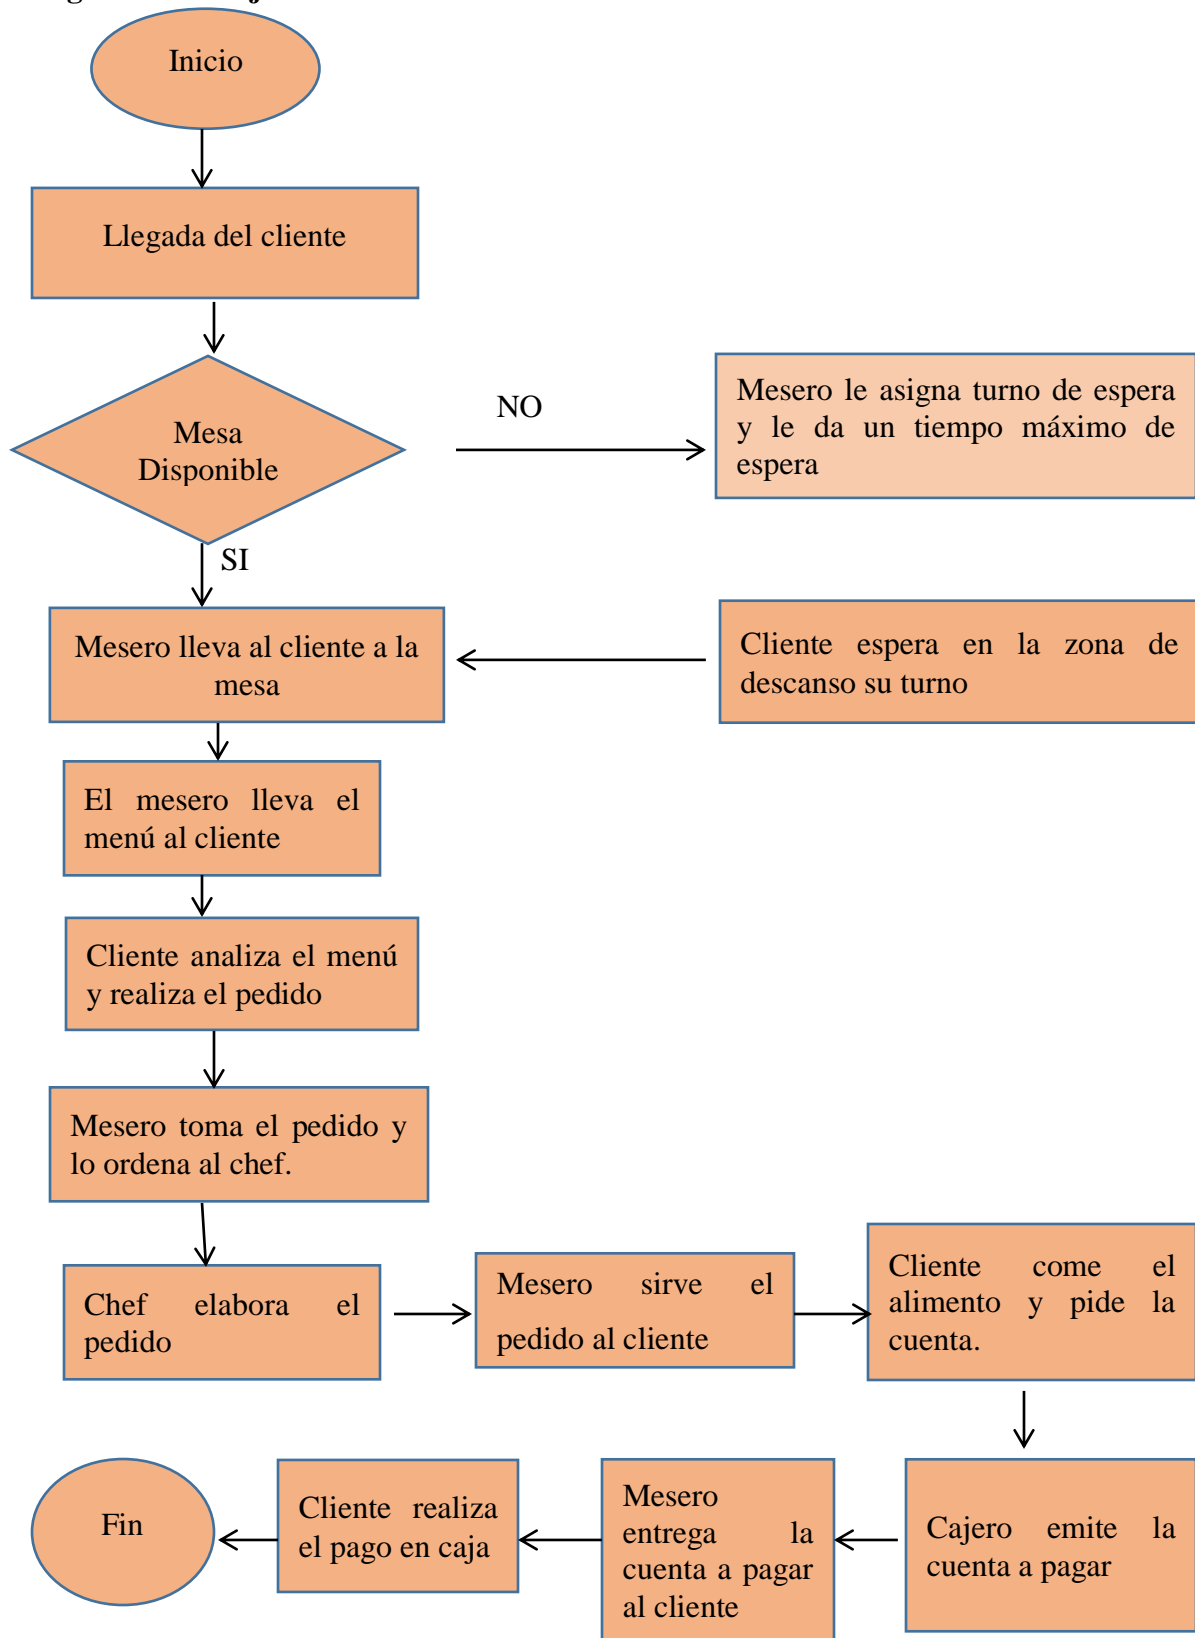 Inicio
Llegada del cliente
Mesa
Disponible
NO
Mesero le asigna turno de espera
y le da un tiempo máximo de
espera
SI
Mesero lleva al cliente a la
mesa
Cliente espera en la zona de
descanso su turno
El mesero lleva el
menú al cliente
Cliente analiza el menú
y realiza el pedido
Mesero toma el pedido y
lo ordena al chef.
Chef elabora el
pedido
Mesero sirve el
pedido al cliente
Cliente come el
alimento y pide la
cuenta.
Cajero emite la
cuenta a pagar
Mesero
entrega la
cuenta a pagar
al cliente
Cliente realiza
el pago en caja
Fin